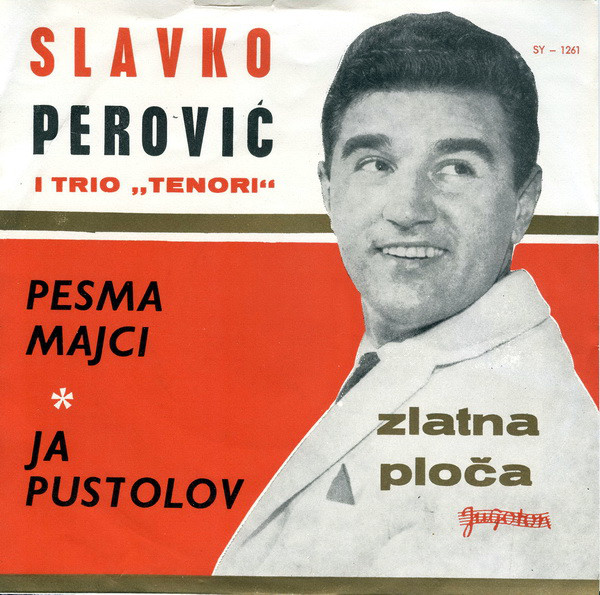 SLAVKO
SY – 1261
PEROVIĆ
I TRIO „TENORI“
PESMA
MAJCI
*
JA
PUSTOLOV
zlatna
ploča
Jugoton